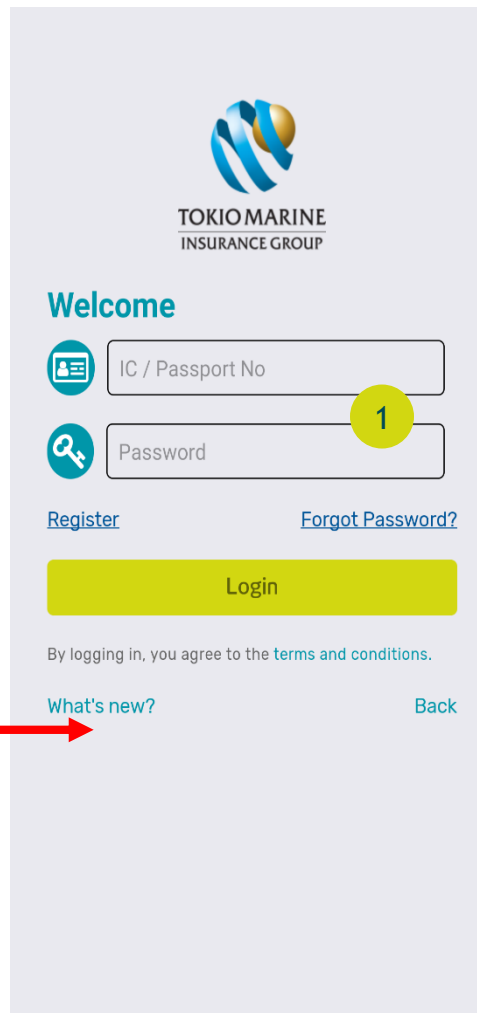 TOKIO MARINE
INSURANCE GROUP
Welcome
IC / Passport No
1
Password
Register
Forgot Password?
Login
By logging in, you agree to the terms and conditions.
What's new?
Back